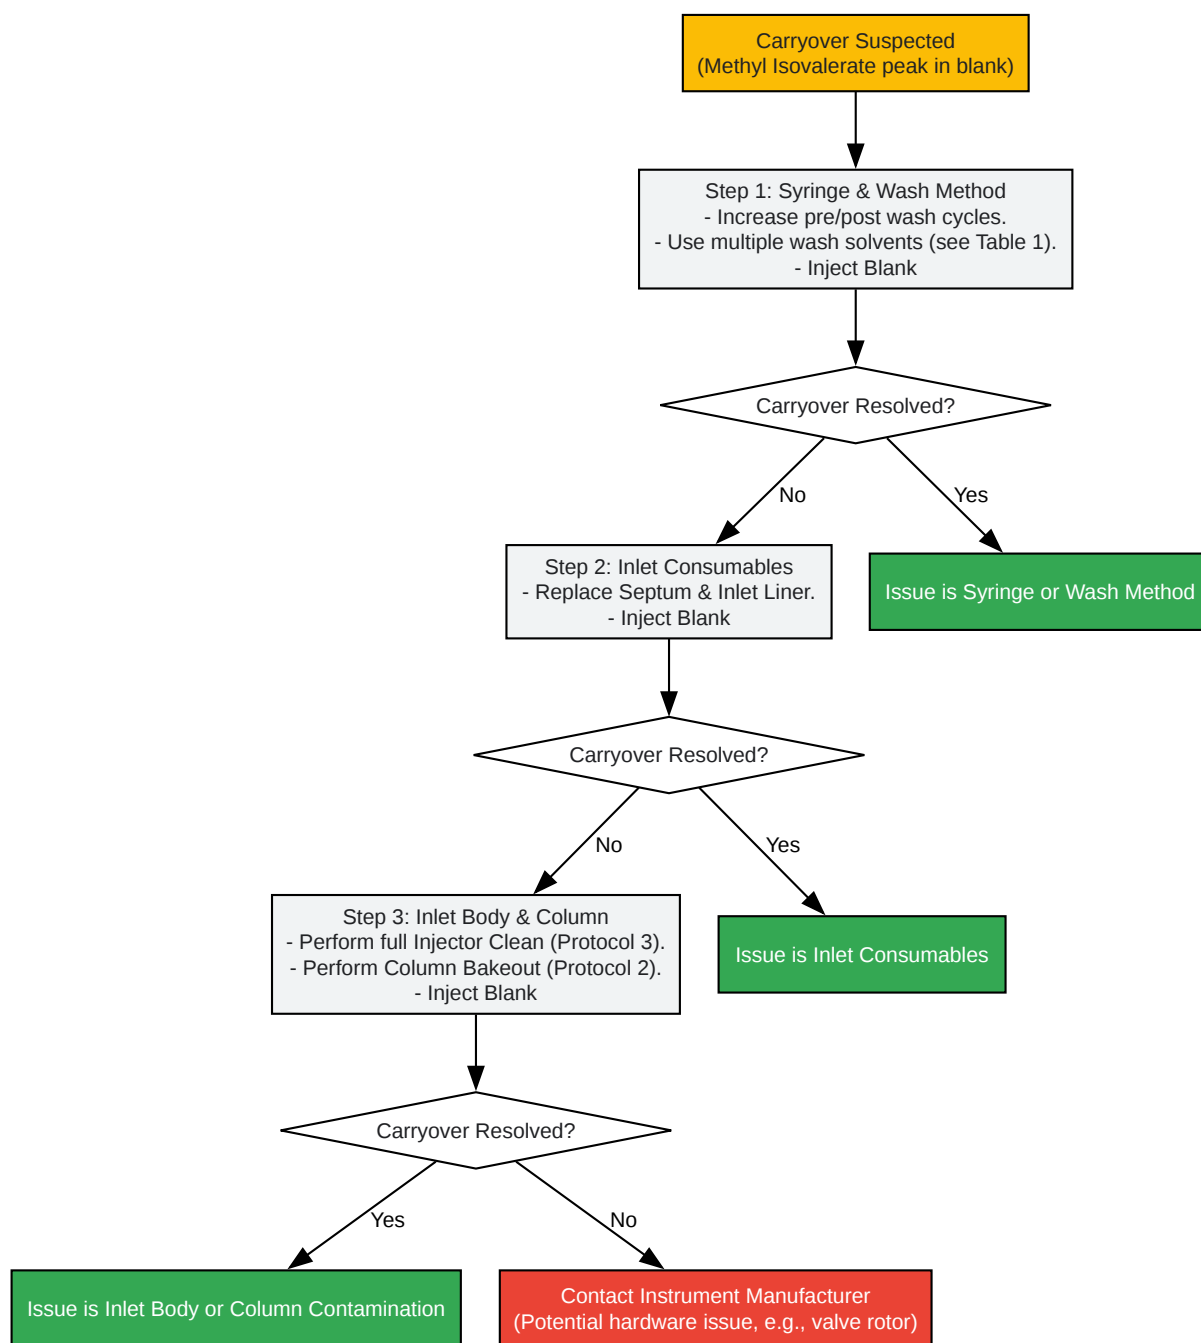 Carryover Suspected
(Methyl Isovalerate peak in blank)
Step 1: Syringe & Wash Method
- Increase pre/post wash cycles.
- Use multiple wash solvents (see Table 1).
- Inject Blank
Carryover Resolved?
No
Yes
Step 2: Inlet Consumables
- Replace Septum & Inlet Liner.
- Inject Blank
Issue is Syringe or Wash Method
Carryover Resolved?
No
Yes
Step 3: Inlet Body & Column
- Perform full Injector Clean (Protocol 3).
- Perform Column Bakeout (Protocol 2).
- Inject Blank
Issue is Inlet Consumables
Carryover Resolved?
Yes
No
Issue is Inlet Body or Column Contamination
Contact Instrument Manufacturer
(Potential hardware issue, e.g., valve rotor)